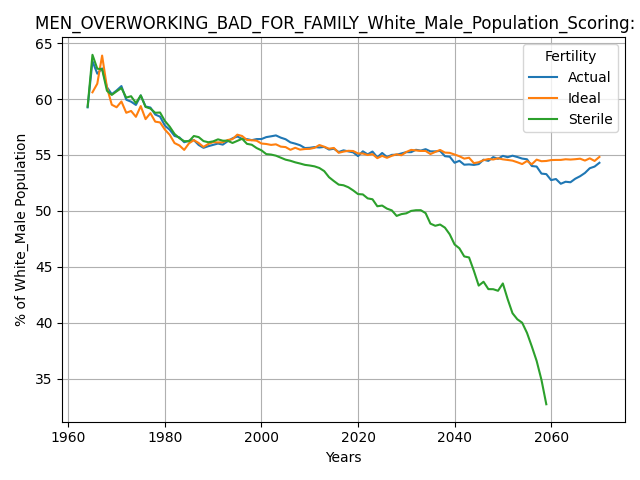 MEN_OVERWORKING_BAD_FOR_FAMILY_White_Male_Population_Scoring:
65
60
55
50
45
40
35
% of White_Male Population
Fertility
Actual
Ideal
Sterile
1960
1980
2000
2020
2040
2060
Years